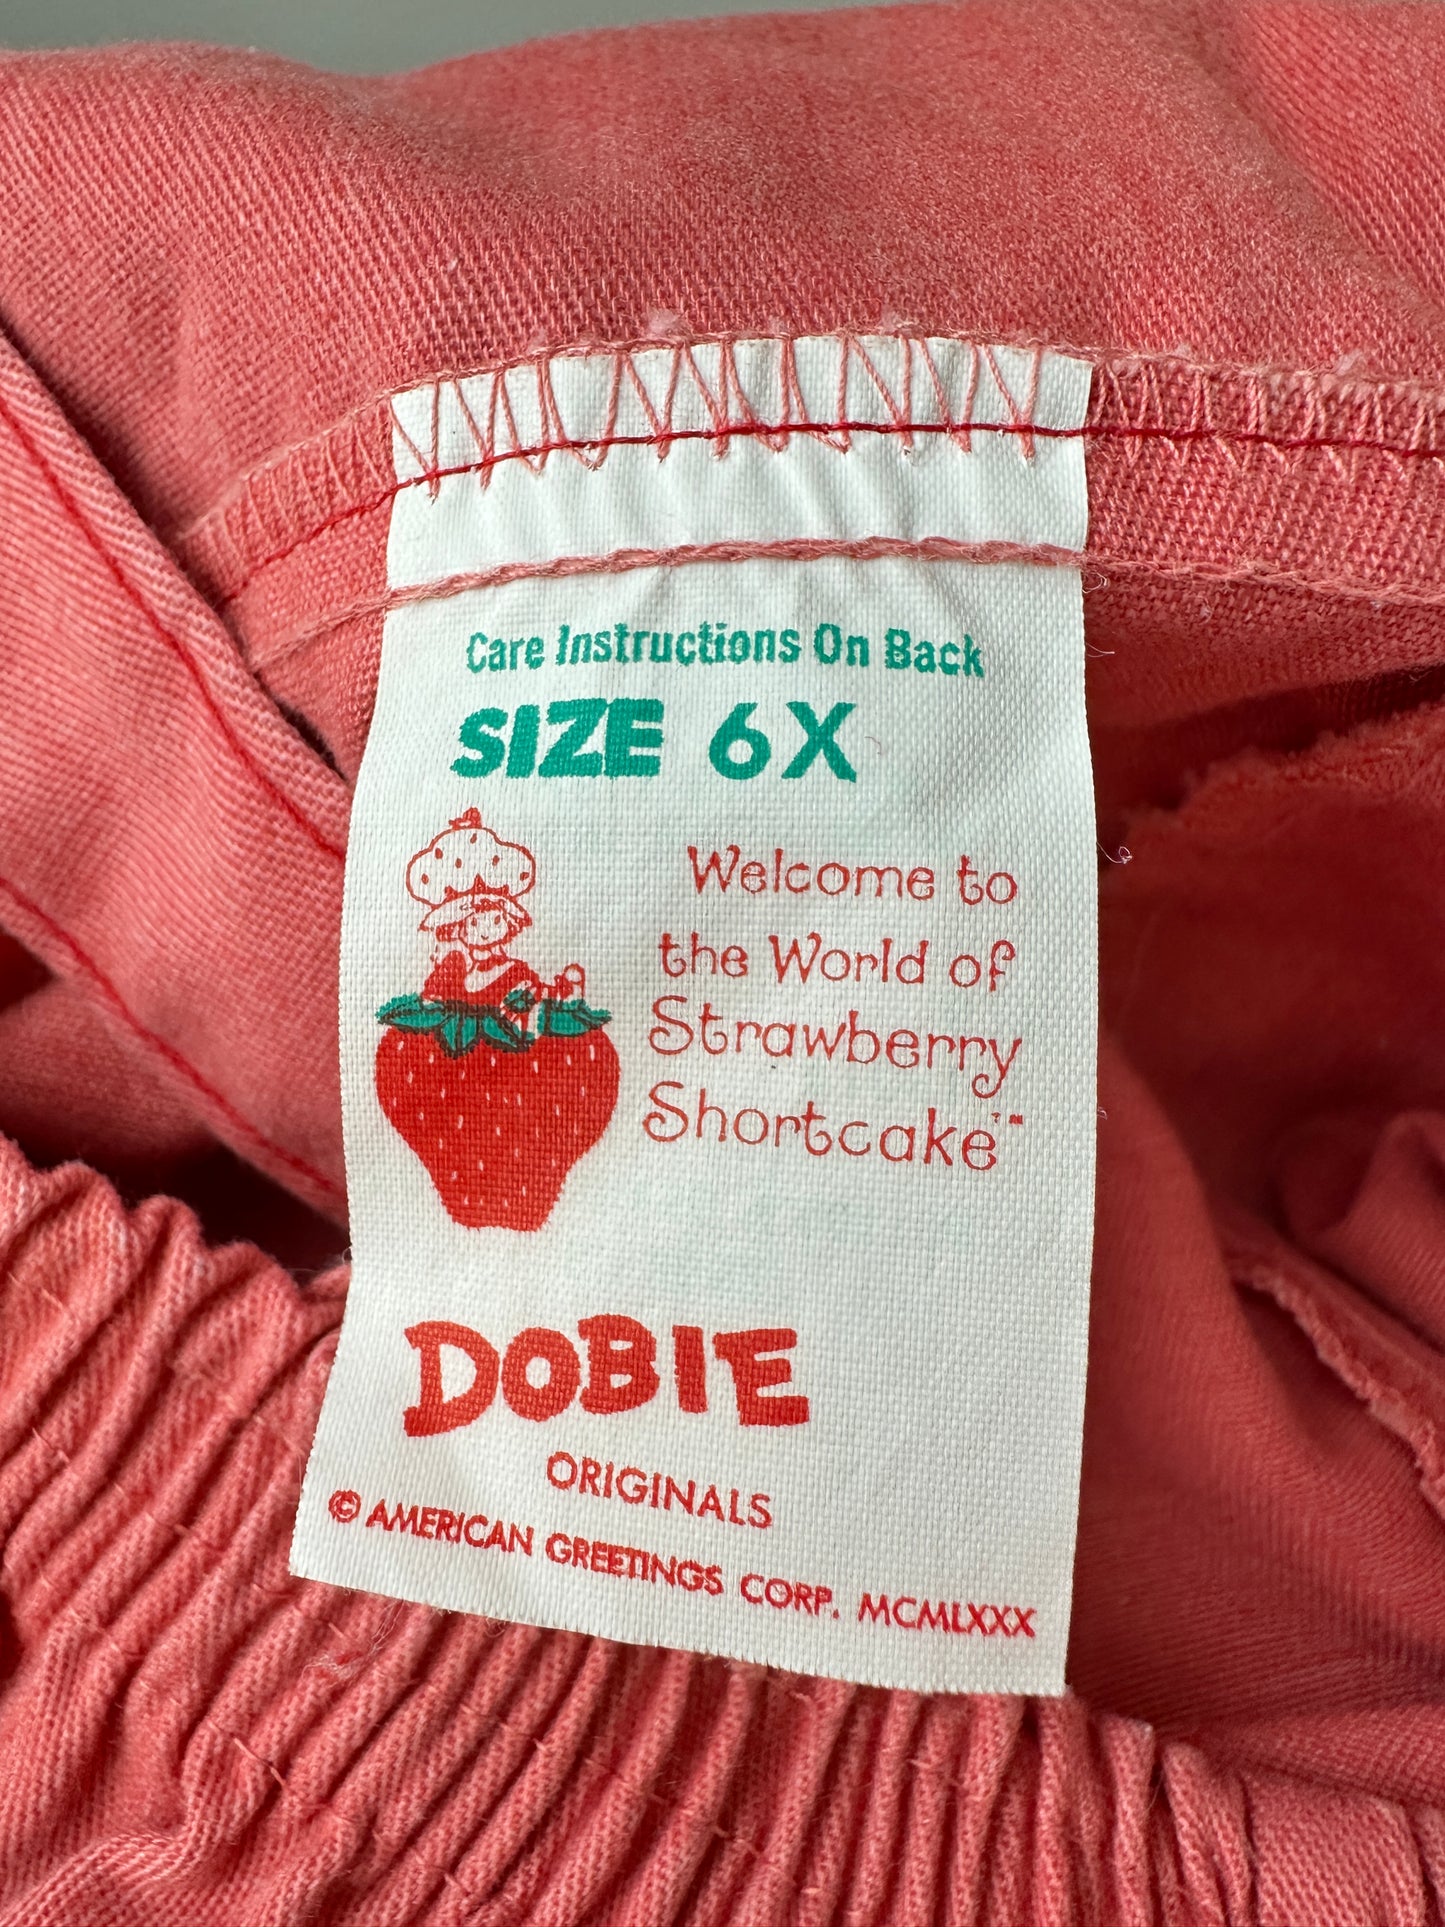 Care Instructions On Back
SIZE 6X
Welcome to
the World of
Strawberry
Shortcake™
DOBIE
ORIGINALS
© AMERICAN GREETINGS CORP. MCMLXXX